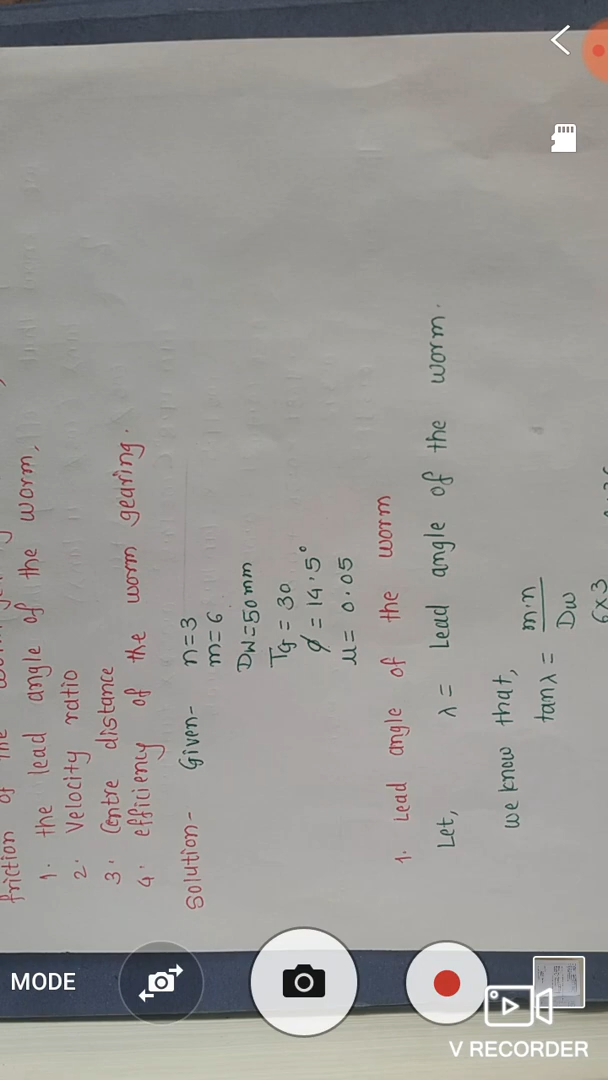 friction of the
1. the lead angle of the worm,
2. Velocity ratio
3. Centre distance
4. efficiency of the worm gearing.
Solution- Given- n=3
m=6
Dw=50mm
TG = 30
ϕ = 14.5°
μ = 0.05
1. Lead angle of the worm
Let, λ = Lead angle of the worm.
we know that,
tanλ = m.n
Dw
6×3
MODE
V RECORDER